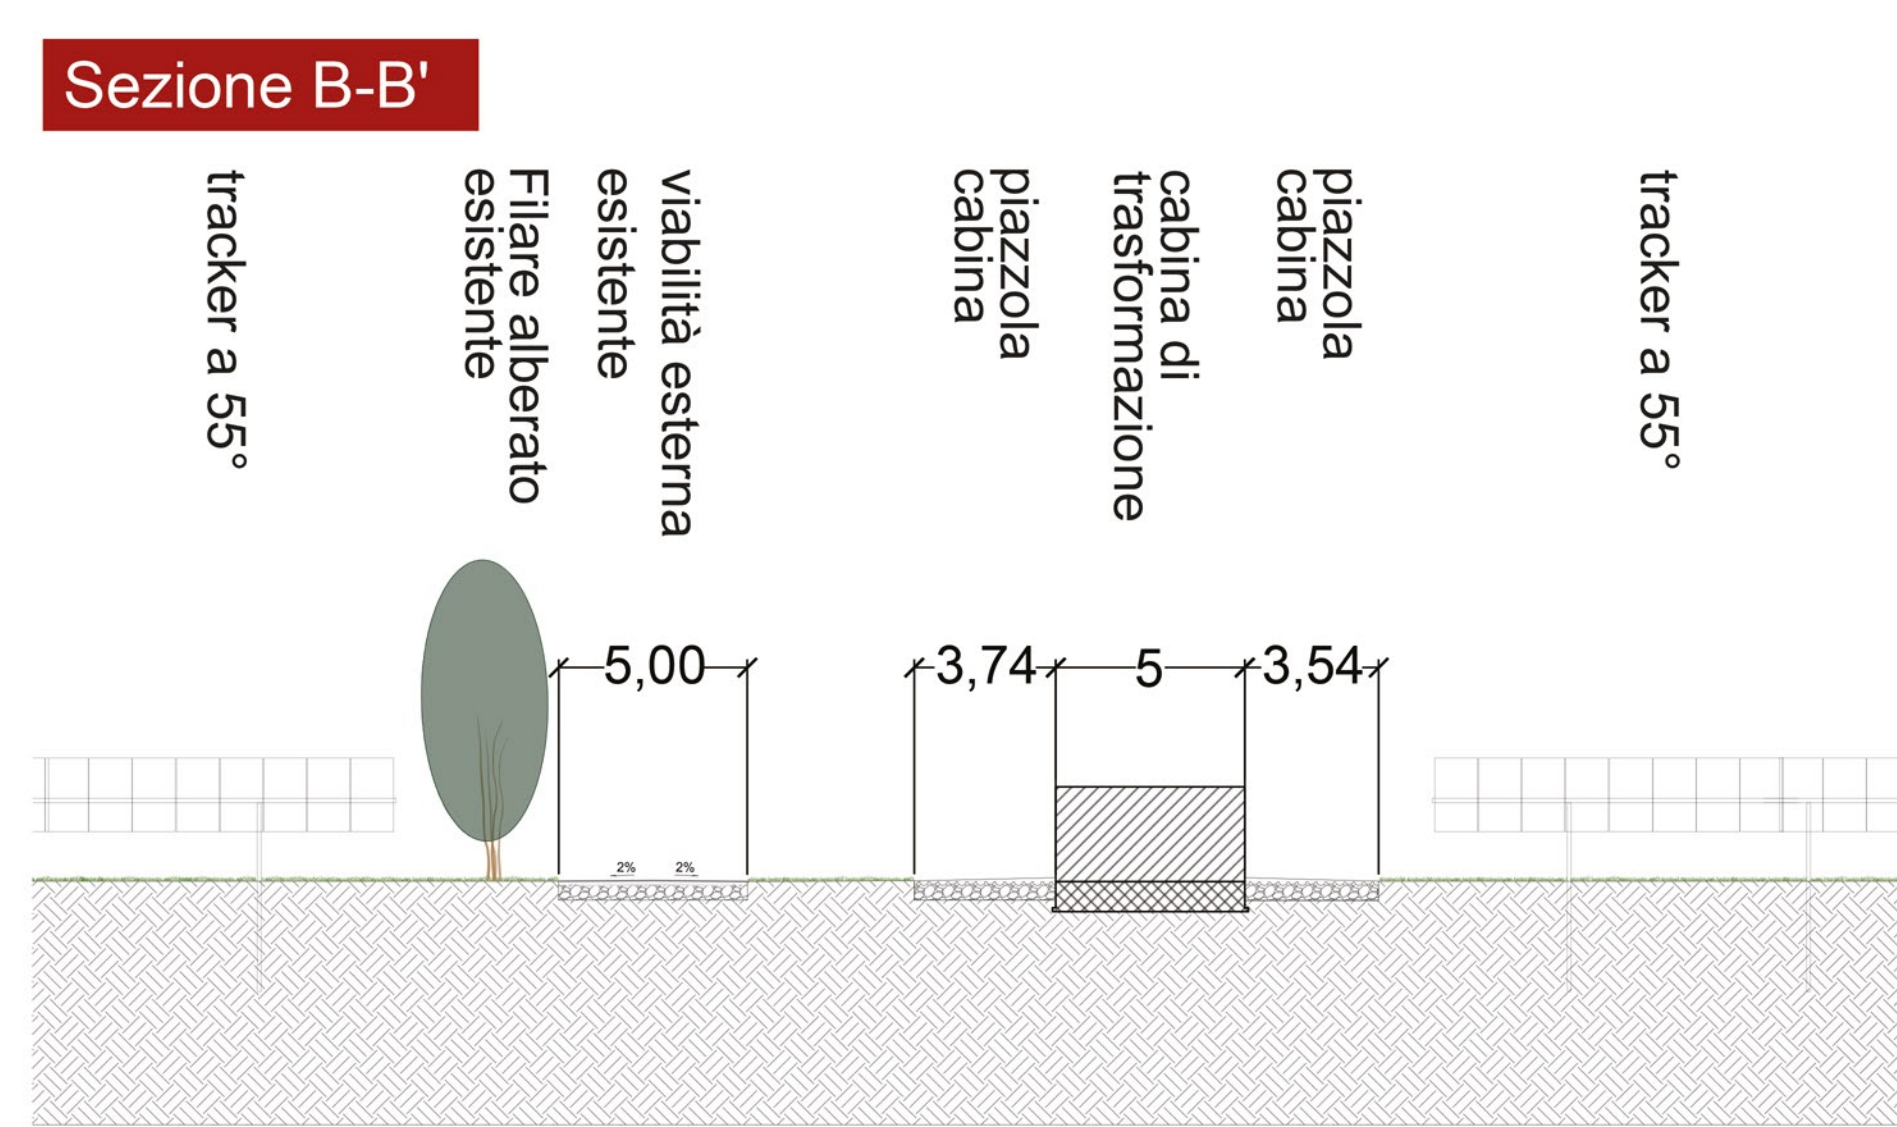 Sezione B-B'
tracker a 55°
Filare alberato
esistente
viabilità esterna
esistente
piazzola
cabina
cabina di
trasformazione
piazzola
cabina
tracker a 55°
5,00
3,74
5
3,54
2%
2%